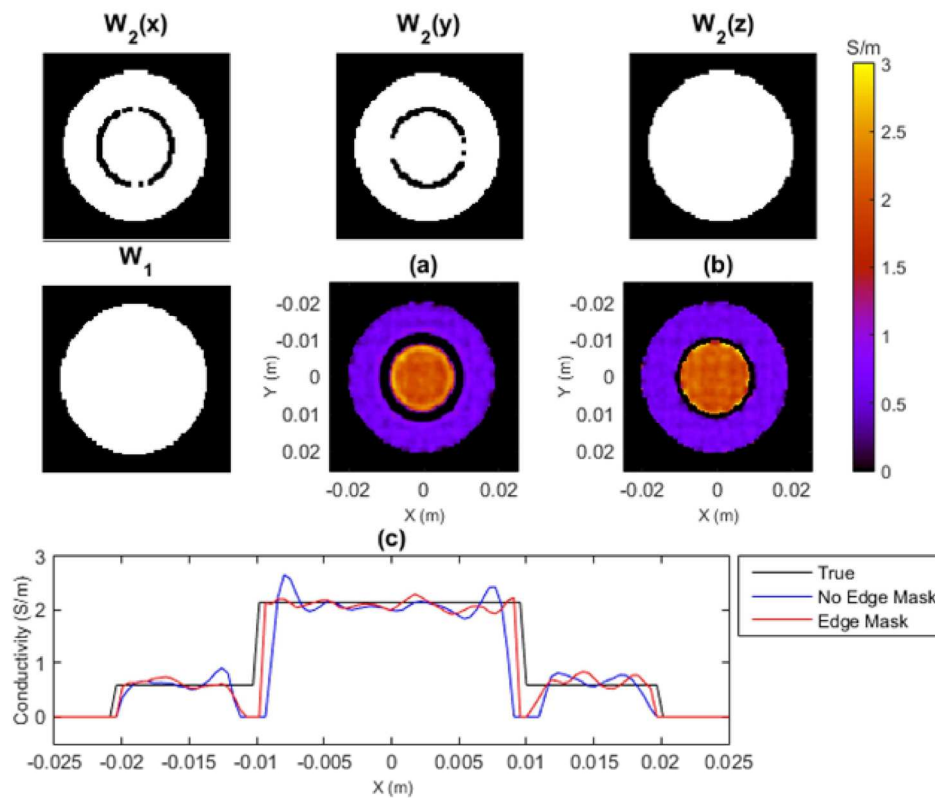 W2(x) W2(y) W2(z)
S/m
3
2.5
2
1.5
1
0.5
0
W1 (a) (b)
-0.02
-0.01
0
0.01
0.02
Y (m)
-0.02 0 0.02
X (m)
-0.02
-0.01
0
0.01
0.02
Y (m)
-0.02 0 0.02
X (m)
(c)
3
2
1
0
Conductivity (S/m)
-0.025 -0.02 -0.015 -0.01 -0.005 0 0.005 0.01 0.015 0.02 0.025
X (m)
True
No Edge Mask
Edge Mask